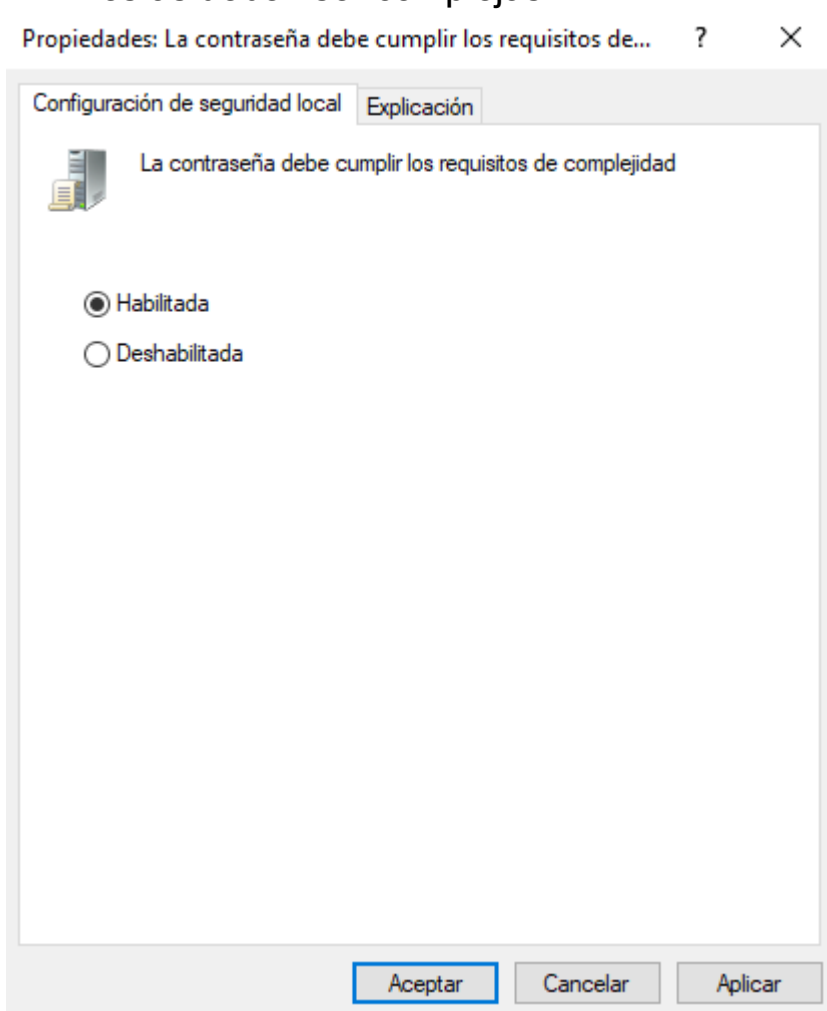 Propiedades: La contraseña debe cumplir los requisitos de... ? ×
Configuración de seguridad local Explicación
La contraseña debe cumplir los requisitos de complejidad
Habilitada
Deshabilitada
Aceptar Cancelar Aplicar